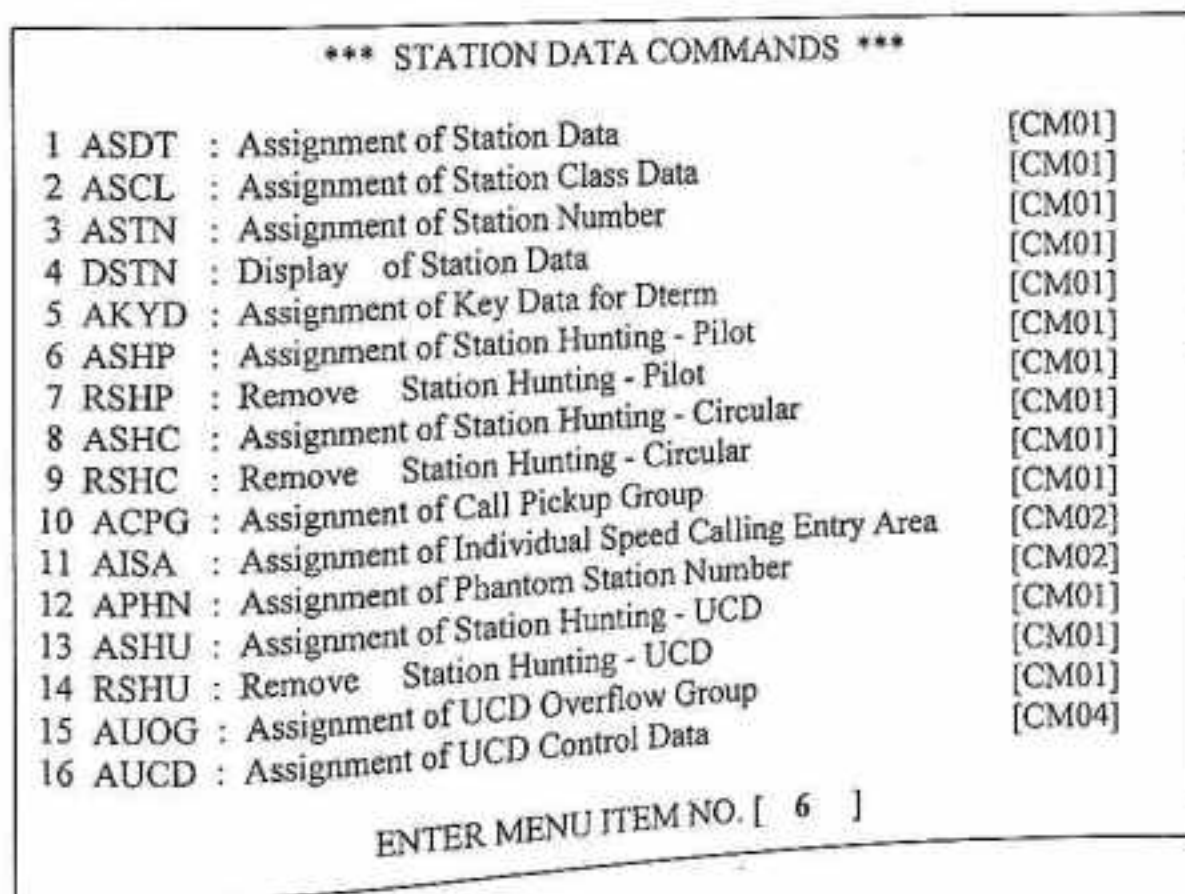 *** STATION DATA COMMANDS ***
1 ASDT : Assignment of Station Data [CM01]
2 ASCL : Assignment of Station Class Data [CM01]
3 ASTN : Assignment of Station Number [CM01]
4 DSTN : Display of Station Data [CM01]
5 AKYD : Assignment of Key Data for Dterm [CM01]
6 ASHP : Assignment of Station Hunting - Pilot [CM01]
7 RSHP : Remove Station Hunting - Pilot [CM01]
8 ASHC : Assignment of Station Hunting - Circular [CM01]
9 RSHC : Remove Station Hunting - Circular [CM01]
10 ACPG : Assignment of Call Pickup Group [CM01]
11 AISA : Assignment of Individual Speed Calling Entry Area [CM02]
12 APHN : Assignment of Phantom Station Number [CM02]
13 ASHU : Assignment of Station Hunting - UCD [CM01]
14 RSHU : Remove Station Hunting - UCD [CM01]
15 AUOG : Assignment of UCD Overflow Group [CM01]
16 AUCD : Assignment of UCD Control Data [CM04]
ENTER MENU ITEM NO. [ 6 ]